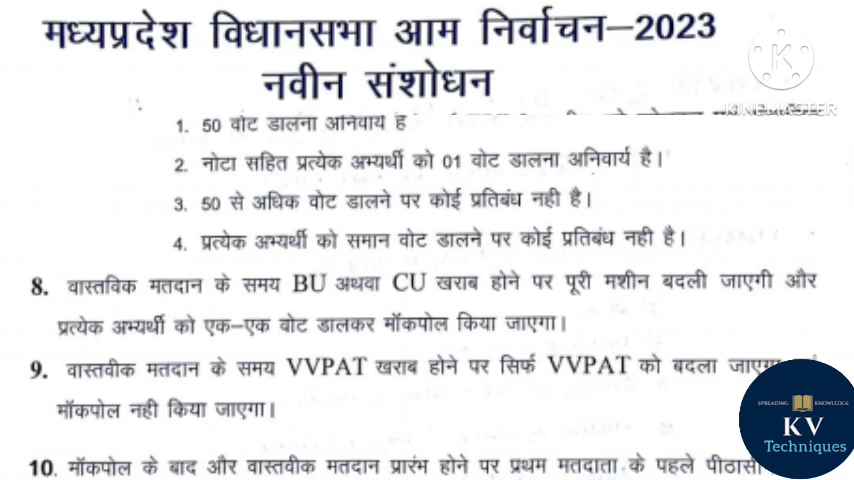 मध्यप्रदेश विधानसभा आम निर्वाचन–2023
नवीन संशोधन
KINEMASTER
1. 50 वोट डालना अनिवार्य है
2. नोटा सहित प्रत्येक अभ्यर्थी को 01 वोट डालना अनिवार्य है।
3. 50 से अधिक वोट डालने पर कोई प्रतिबंध नही है।
4. प्रत्येक अभ्यर्थी को समान वोट डालने पर कोई प्रतिबंध नही है।
8. वास्तविक मतदान के समय BU अथवा CU खराब होने पर पूरी मशीन बदली जाएगी और
प्रत्येक अभ्यर्थी को एक–एक वोट डालकर मॉकपोल किया जाएगा।
9. वास्तवीक मतदान के समय VVPAT खराब होने पर सिर्फ VVPAT को बदला
मॉकपोल नही किया जाएगा।
SPREADING KNOWLEDGE
KV
Techniques
10. मॉकपोल के बाद और वास्तवीक मतदान प्रारंभ होने पर प्रथम मतदाता के पहले